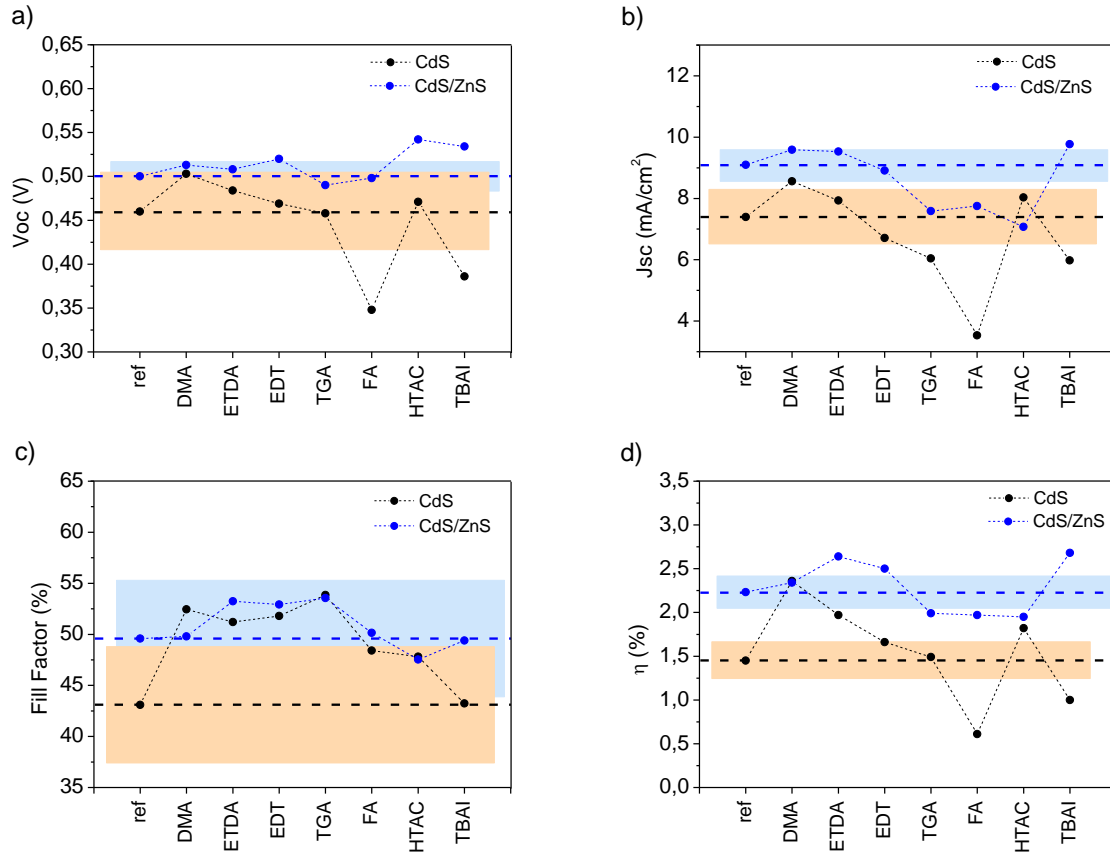 a)
0,65
0,60
0,55
0,50
0,45
0,40
0,35
0,30
Voc (V)
CdS
CdS/ZnS
ref
DMA
ETDA
EDT
TGA
FA
HTAC
TBAI
b)
12
10
8
6
4
Jsc (mA/cm²)
CdS
CdS/ZnS
ref
DMA
ETDA
EDT
TGA
FA
HTAC
TBAI
c)
65
60
55
50
45
40
35
Fill Factor (%)
CdS
CdS/ZnS
ref
DMA
ETDA
EDT
TGA
FA
HTAC
TBAI
d)
3,5
3,0
2,5
2,0
1,5
1,0
0,5
0,0
η (%)
CdS
CdS/ZnS
ref
DMA
ETDA
EDT
TGA
FA
HTAC
TBAI